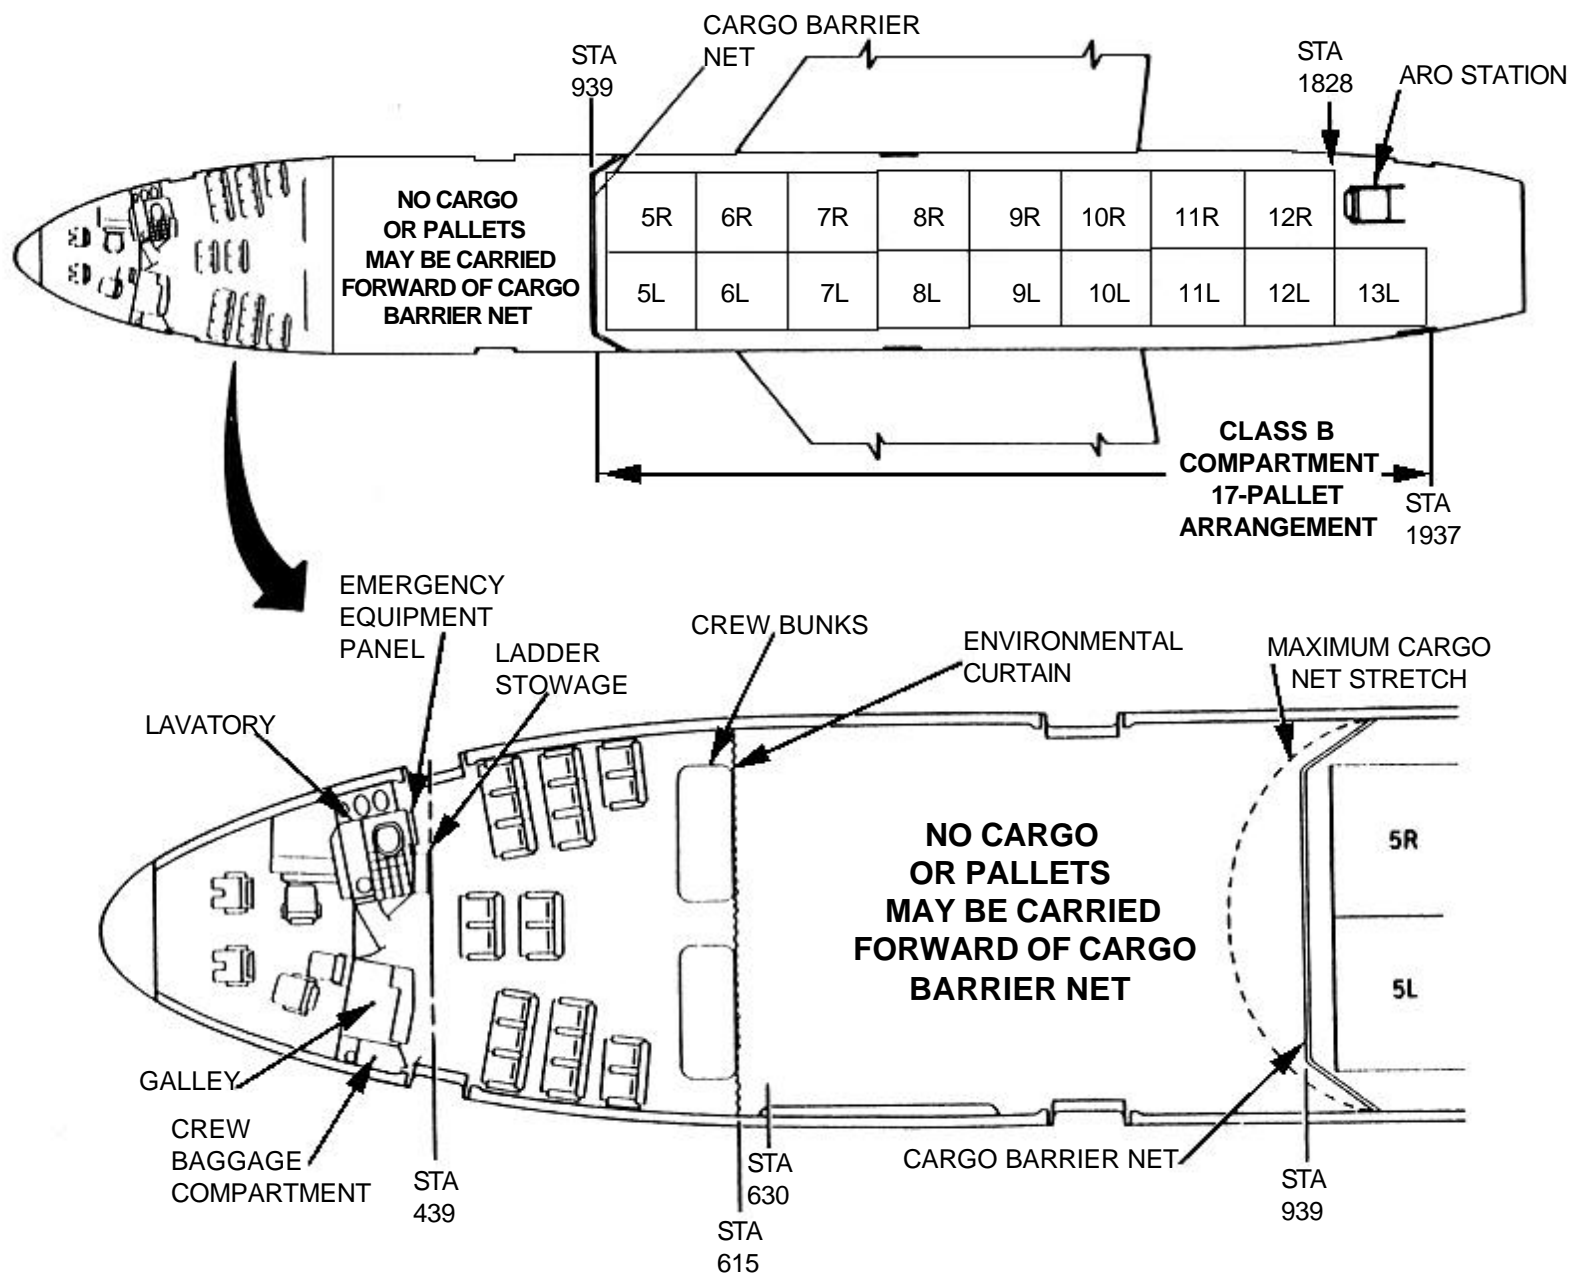 CARGO BARRIER
NET
STA
939
STA
1828
ARO STATION
NO CARGO
OR PALLETS
MAY BE CARRIED
FORWARD OF CARGO
BARRIER NET
5R
6R
7R
8R
9R
10R
11R
12R
5L
6L
7L
8L
9L
10L
11L
12L
13L
CLASS B
COMPARTMENT
17-PALLET
ARRANGEMENT
STA
1937
EMERGENCY
EQUIPMENT
PANEL
LADDER
STOWAGE
CREW BUNKS
ENVIRONMENTAL
CURTAIN
MAXIMUM CARGO
NET STRETCH
LAVATORY
NO CARGO
OR PALLETS
MAY BE CARRIED
FORWARD OF CARGO
BARRIER NET
5R
5L
GALLEY
CREW
BAGGAGE
COMPARTMENT
STA
439
STA
630
STA
615
CARGO BARRIER NET
STA
939